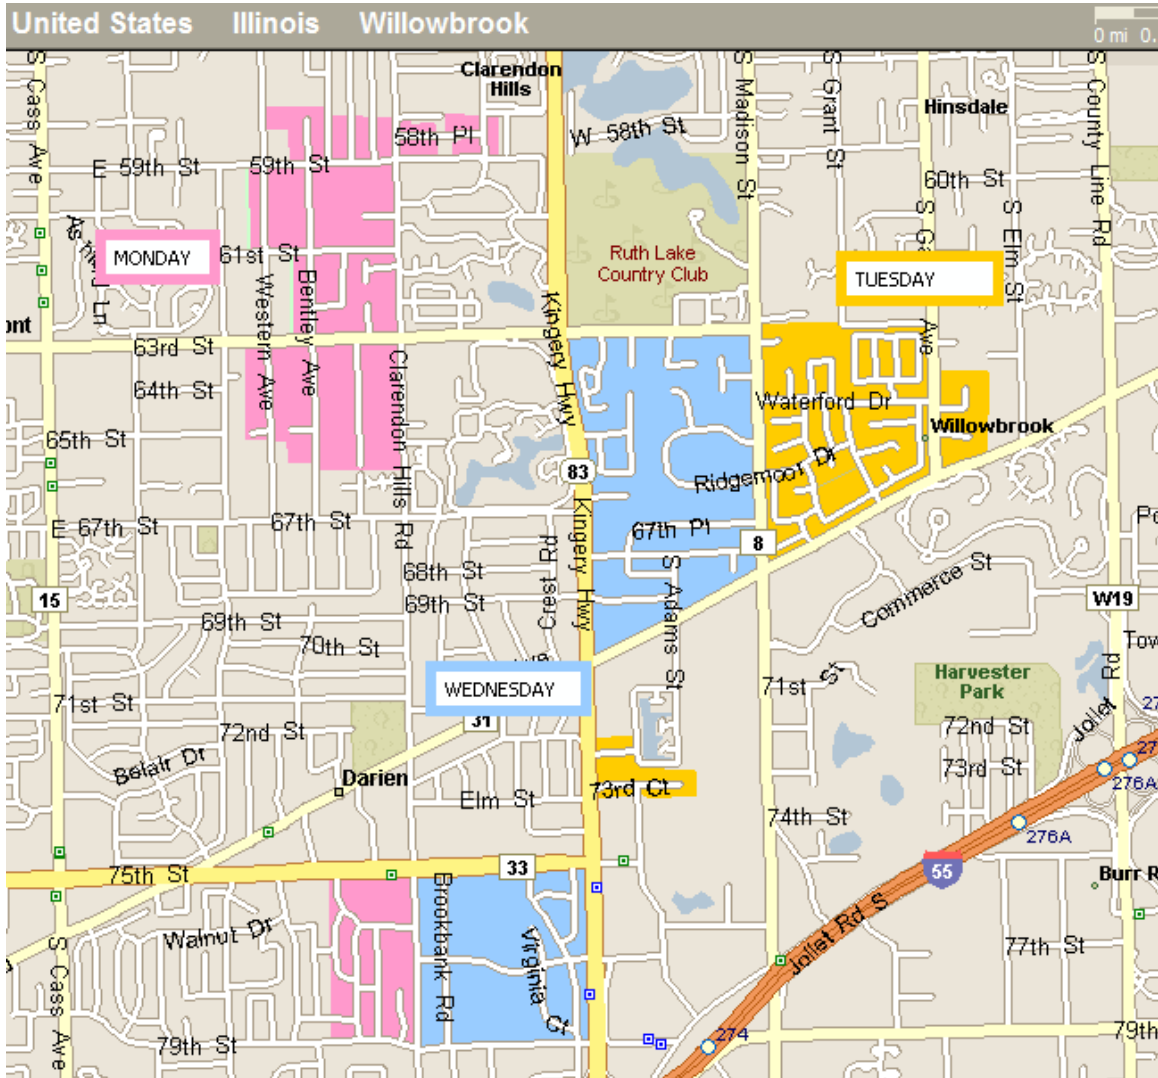 United States Illinois Willowbrook
0 mi 0.
Clarendon
Hills
S Cass Ave
58th Pl
W 58th St
S Madison St
S Grant St
Hinsdale
S County Line Rd
E 59th St
59th St
60th St
S Elm St
MONDAY
61st St
Ruth Lake
Country Club
TUESDAY
Ave
Western Ave
Bentley Ave
Kingery Hwy
ont
63rd St
64th St
Clarendon Hills Rd
Waterford Dr
65th St
Willowbrook
83
Ridgemoor Dr
E 67th St
67th St
Kingery Hwy
67th Pl
8
68th St
Crest Rd
S Adams St
Commerce St
15
69th St
69th St
W19
70th St
WEDNESDAY
71st St
Harvester
Park
Rd
71st St
31
72nd St
72nd St
Joliet
Belair Dr
Darien
73rd Ct
73rd St
276A
Elm St
74th St
276A
75th St
33
55
Burr R
Brookbank Rd
Walnut Dr
Virginia Ct
Joliet Rd S
77th St
S Cass Ave
79th St
274
79th